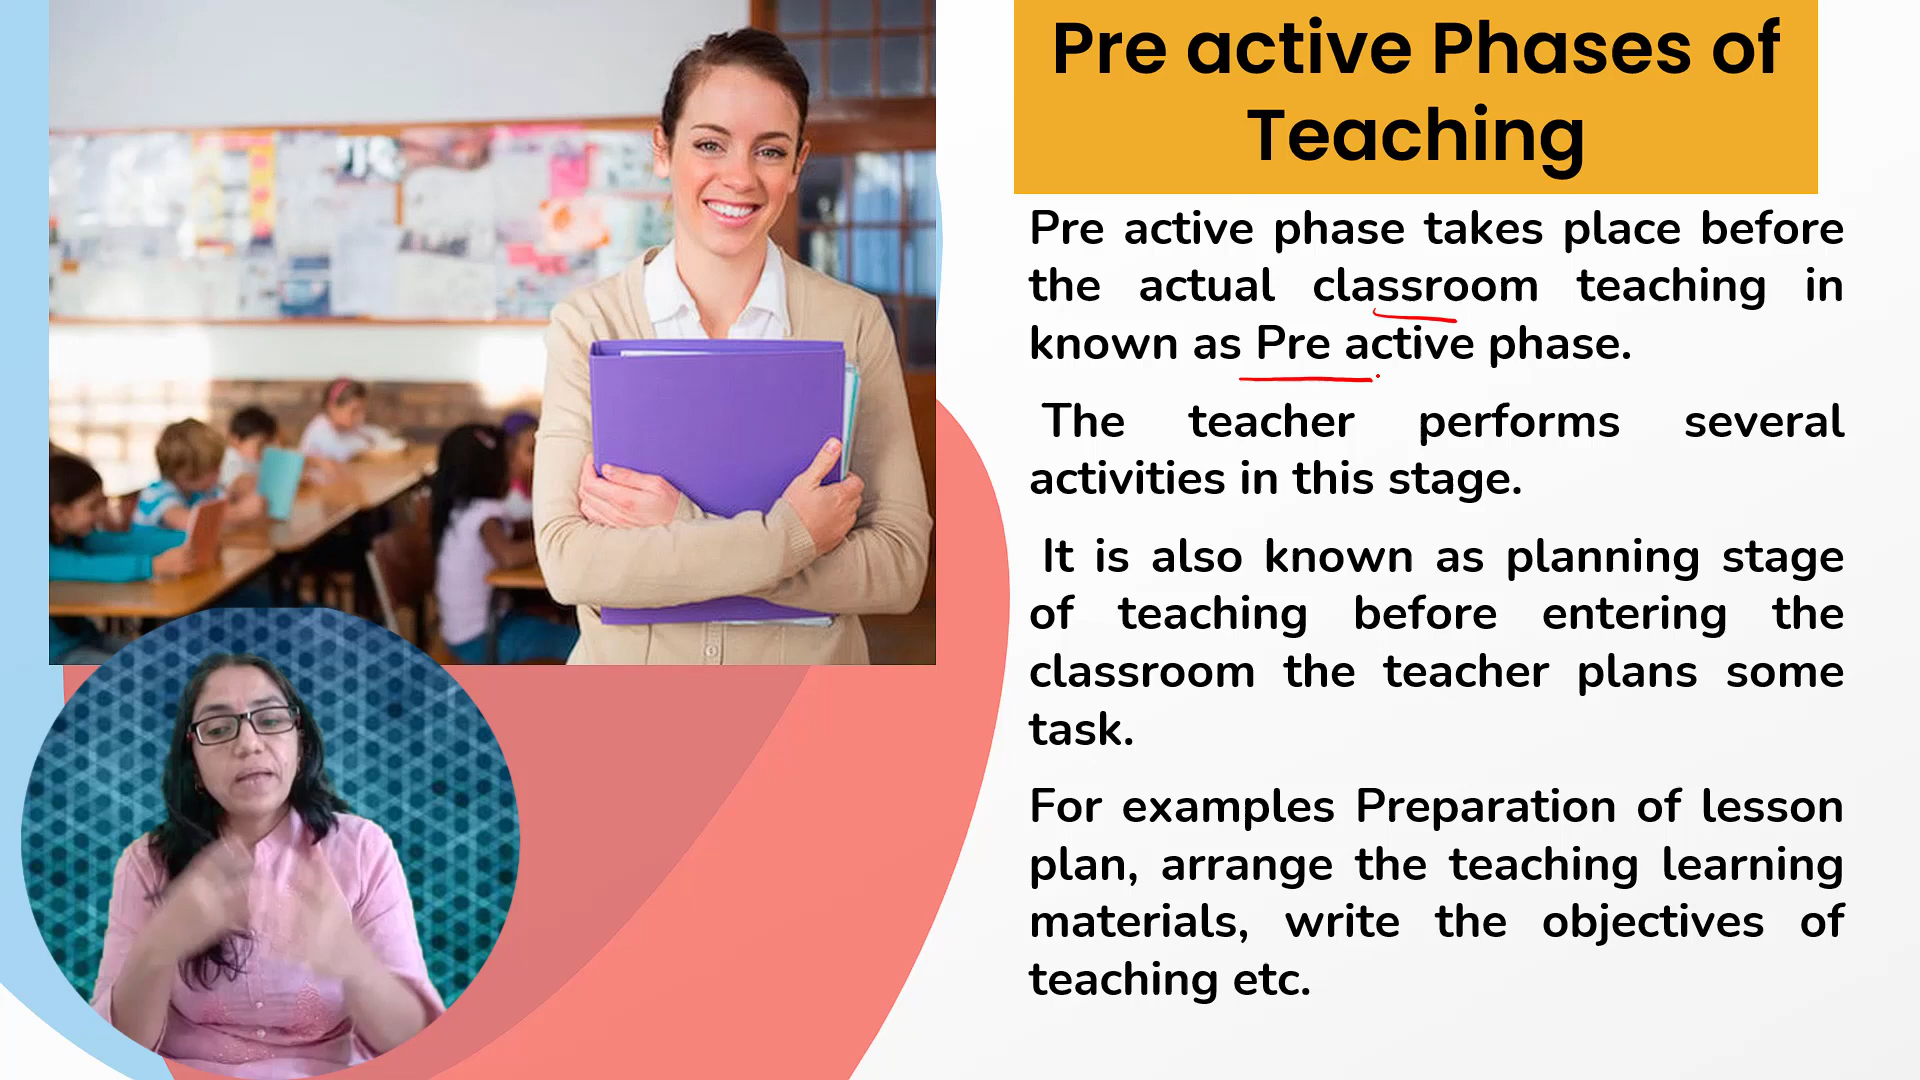 Pre active Phases of
Teaching
Pre active phase takes place before
the actual classroom teaching in
known as Pre active phase.
The teacher performs several
activities in this stage.
It is also known as planning stage
of teaching before entering the
classroom the teacher plans some
task.
For examples Preparation of lesson
plan, arrange the teaching learning
materials, write the objectives of
teaching etc.